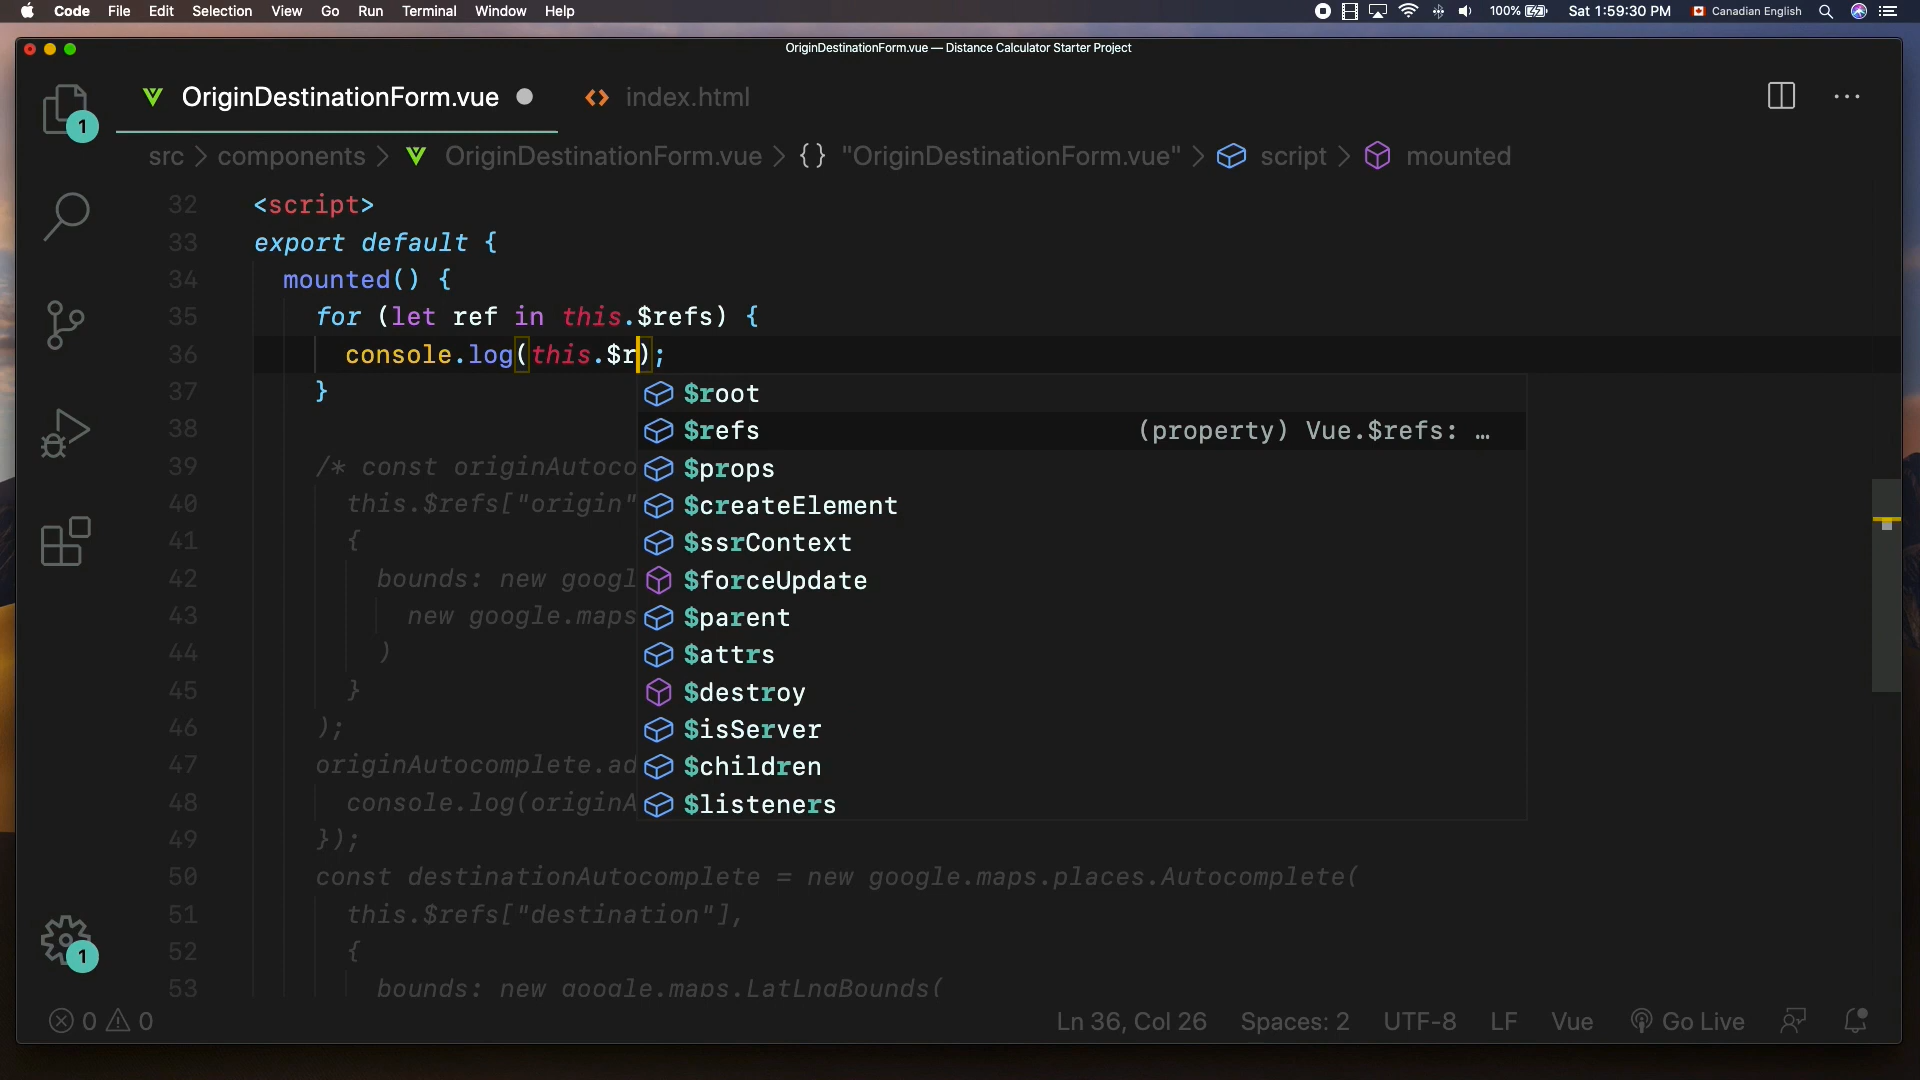 Code File Edit Selection View Go Run Terminal Window Help 100% Sat 1:59:30 PM Canadian English
OriginDestinationForm.vue — Distance Calculator Starter Project
OriginDestinationForm.vue index.html
1
src > components > OriginDestinationForm.vue > {} "OriginDestinationForm.vue" > script > mounted
32 <script>
33 export default {
34 mounted() {
35 for (let ref in this.$refs) {
36 console.log(this.$r);
37 }
$root
38
$refs (property) Vue.$refs: …
39 /* const originAutoco
$props
40 this.$refs["origin"
$createElement
41 {
$ssrContext
42 bounds: new googl
$forceUpdate
43 new google.maps
$parent
44 )
$attrs
45 }
$destroy
46 );
$isServer
47 originAutocomplete.ad
$children
48 console.log(originA
$listeners
49 });
50 const destinationAutocomplete = new google.maps.places.Autocomplete(
51 this.$refs["destination"],
52 {
1
53 bounds: new google.maps.LatLngBounds(
0 0 Ln 36, Col 26 Spaces: 2 UTF-8 LF Vue Go Live